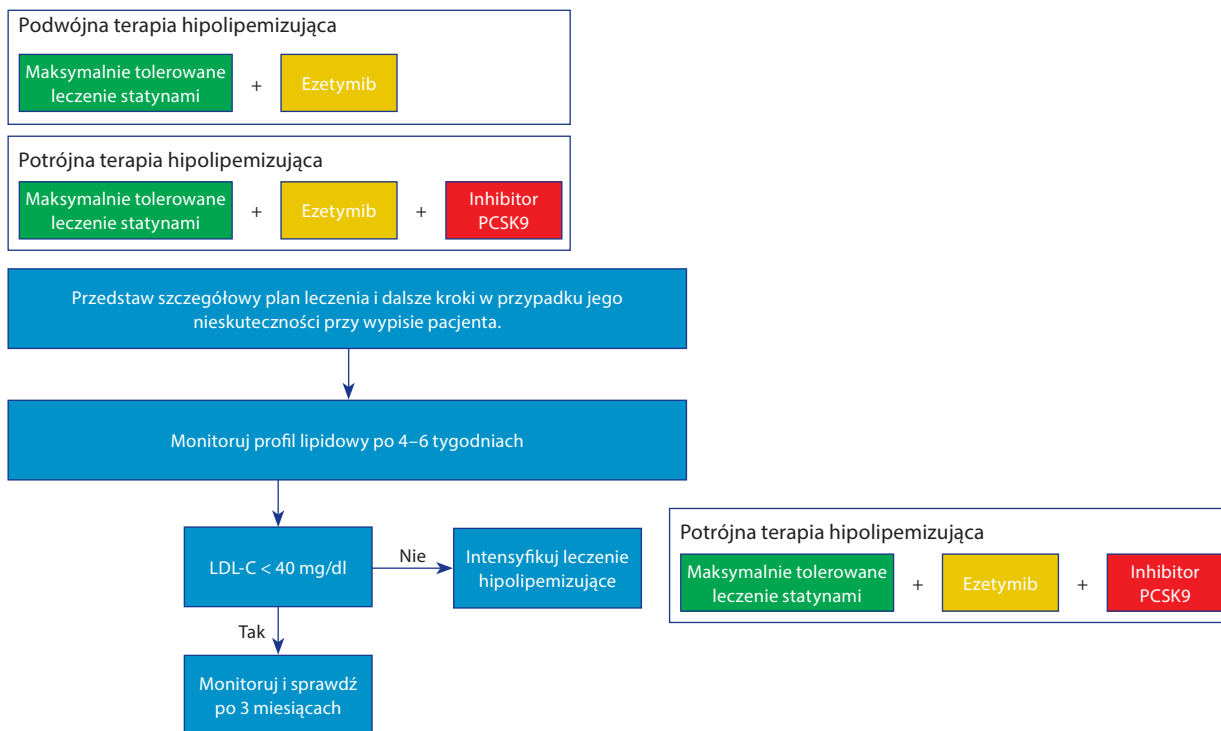 Podwójna terapia hipolipemizująca
Maksymalnie tolerowane
leczenie statynami
+
Ezetymib
Potrójna terapia hipolipemizująca
Maksymalnie tolerowane
leczenie statynami
+
Ezetymib
+
Inhibitor
PCSK9
Przedstaw szczegółowy plan leczenia i dalsze kroki w przypadku jego
nieskuteczności przy wypisie pacjenta.
Monitoruj profil lipidowy po 4–6 tygodniach
LDL-C < 40 mg/dl
Nie
Intensyfikuj leczenie
hipolipemizujące
Potrójna terapia hipolipemizująca
Maksymalnie tolerowane
leczenie statynami
+
Ezetymib
+
Inhibitor
PCSK9
Tak
Monitoruj i sprawdź
po 3 miesiącach